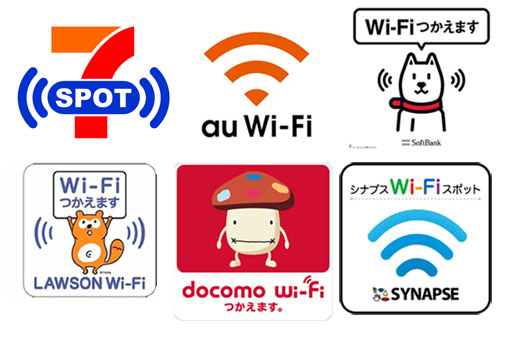 7
SPOT
au Wi-Fi
Wi-Fiつかえます
SoftBank
Wi-Fi
つかえます
LAWSON Wi-Fi
docomo Wi-Fi
つかえます。
シナプスWi-Fiスポット
SYNAPSE